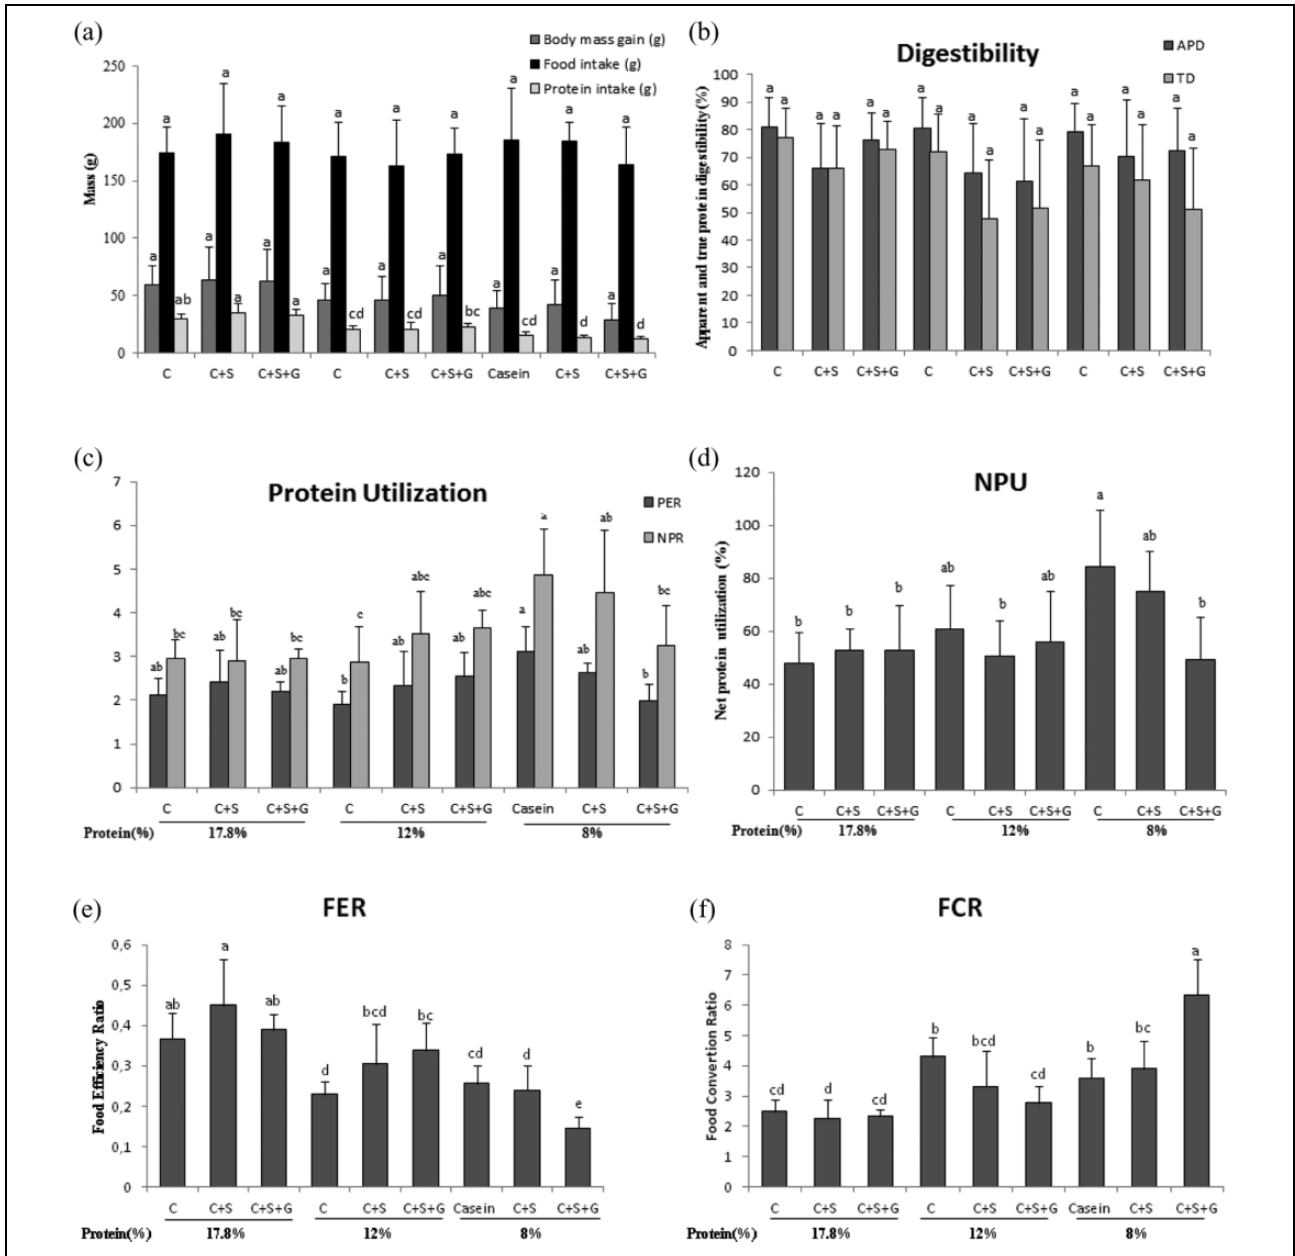 (a)
Body mass gain (g)
Food intake (g)
Protein intake (g)
Mass (g)
250
200
150
100
50
0
a a a a a a a a a
a a a a a a a a a
ab a a cd cd bc cd d d
C C+S C+S+G C C+S C+S+G Casein C+S C+S+G
(b)
Digestibility
APD
TD
Apparent and true protein digestibility (%)
100
90
80
70
60
50
40
30
20
10
0
a a a a a a a a a a a a a a a a a a
C C+S C+S+G C C+S C+S+G C C+S C+S+G
(c)
Protein Utilization
PER
NPR
7
6
5
4
3
2
1
0
ab bc ab bc ab bc b c ab abc ab abc a ab ab b bc
C C+S C+S+G C C+S C+S+G Casein C+S C+S+G
Protein(%) 17.8% 12% 8%
(d)
NPU
Net protein utilization (%)
120
100
80
60
40
20
0
b b b ab b ab a ab b
C C+S C+S+G C C+S C+S+G C C+S C+S+G
Protein(%) 17.8% 12% 8%
(e)
FER
Food Efficiency Ratio
0,6
0,5
0,4
0,3
0,2
0,1
0
ab a ab d bcd bc cd d e
C C+S C+S+G C C+S C+S+G Casein C+S C+S+G
Protein(%) 17.8% 12% 8%
(f)
FCR
Food Convertion Ratio
8
7
6
5
4
3
2
1
0
cd d cd b bcd cd b bc a
C C+S C+S+G C C+S C+S+G Casein C+S C+S+G
Protein(%) 17.8% 12% 8%